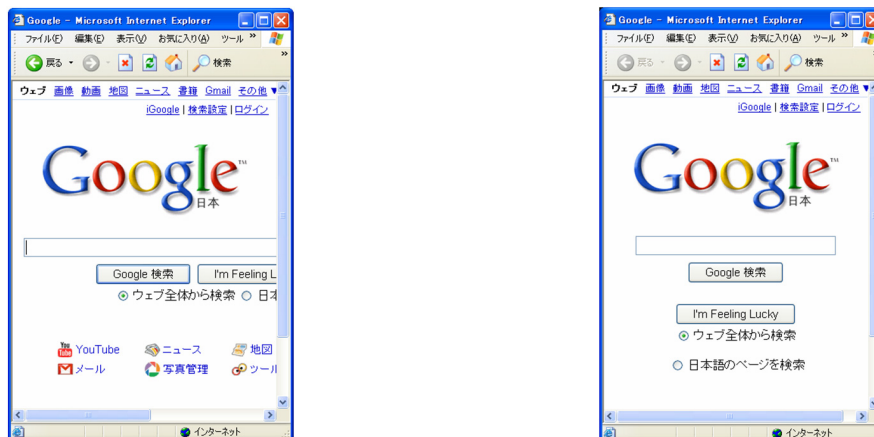 Google - Microsoft Internet Explorer
ファイル(F) 編集(E) 表示(V) お気に入り(A) ツール »
戻る 検索 »
ウェブ 画像 動画 地図 ニュース 書籍 Gmail その他 ▼
iGoogle | 検索設定 | ログイン
Google™
日本
Google 検索 I'm Feeling L
ウェブ全体から検索 日本
YouTube ニュース 地図
メール 写真管理 ツール
インターネット
Google - Microsoft Internet Explorer
ファイル(F) 編集(E) 表示(V) お気に入り(A) ツール »
戻る 検索
ウェブ 画像 動画 地図 ニュース 書籍 Gmail その他 ▼
iGoogle | 検索設定 | ログイン
Google™
日本
Google 検索
I'm Feeling Lucky
ウェブ全体から検索
日本語のページを検索
インターネット